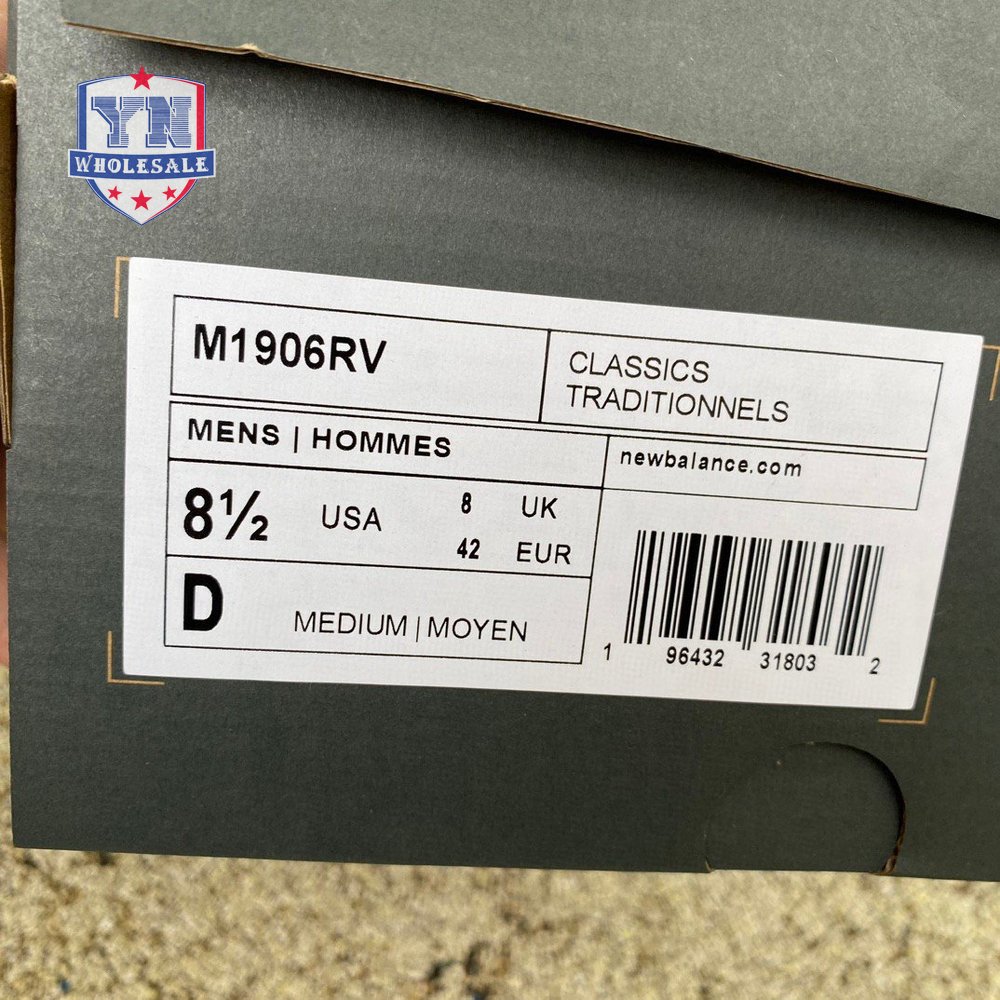 YN
WHOLESALE
M1906RV
CLASSICS
TRADITIONNELS
MENS | HOMMES
newbalance.com
8½ USA 8 UK
42 EUR
D MEDIUM | MOYEN
1 96432 31803 2